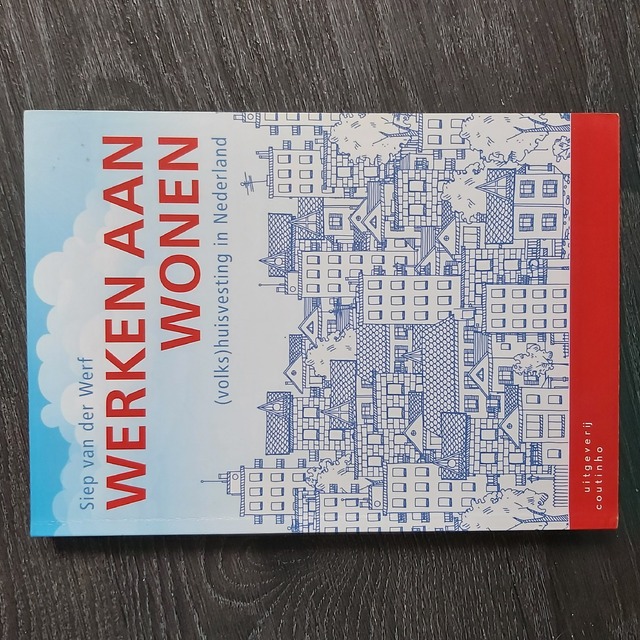 Siep van der Werf
WERKEN AAN
WONEN
(volks)huisvesting in Nederland
uitgeverij
coutinho